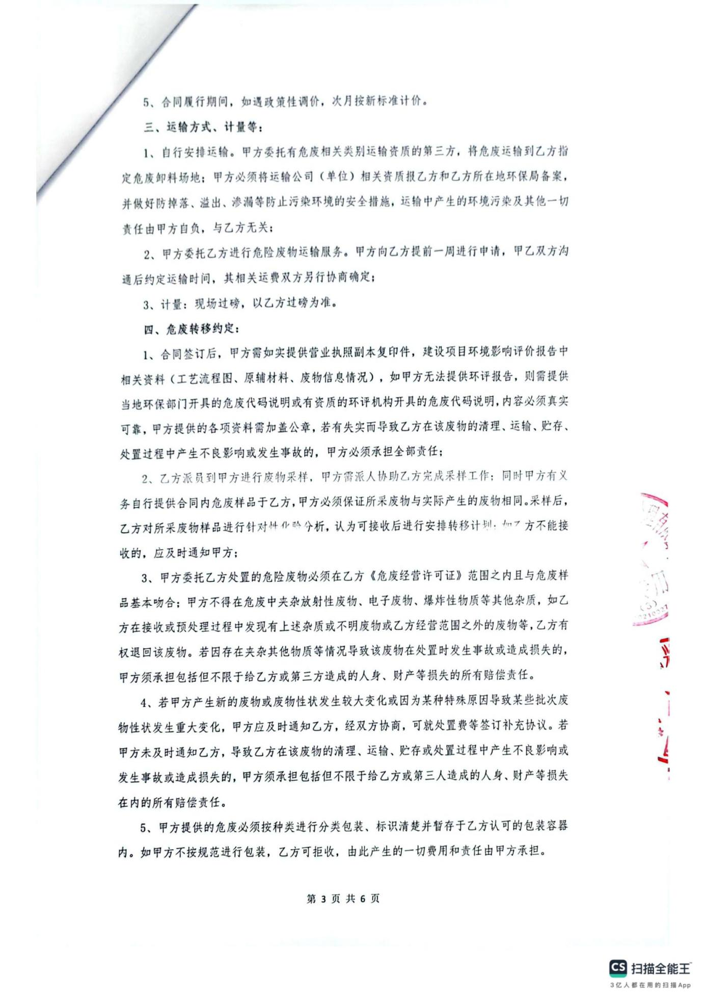 5、合同履行期间，如遇政策性调价，次月按新标准计价。
三、运输方式、计量等：
1、自行安排运输。甲方委托有危废相关类别运输资质的第三方，将危废运输到乙方指
定危废卸料场地；甲方必须将运输公司（单位）相关资质报乙方和乙方所在地环保局备案，
并做好防掉落、溢出、渗漏等防止污染环境的安全措施，运输中产生的环境污染及其他一切
责任由甲方自负，与乙方无关；
2、甲方委托乙方进行危险废物运输服务。甲方向乙方提前一周进行申请，甲乙双方沟
通后约定运输时间，其相关运费双方另行协商确定；
3、计量：现场过磅，以乙方过磅为准。
四、危废转移约定：
1、合同签订后，甲方需如实提供营业执照副本复印件，建设项目环境影响评价报告中
相关资料（工艺流程图、原辅材料、废物信息情况），如甲方无法提供环评报告，则需提供
当地环保部门开具的危废代码说明或有资质的环评机构开具的危废代码说明，内容必须真实
可靠，甲方提供的各项资料需加盖公章，若有失实而导致乙方在该废物的清理、运输、贮存、
处置过程中产生不良影响或发生事故的，甲方必须承担全部责任；
2、乙方派员到甲方进行废物采样，甲方需派人协助乙方完成采样工作；同时甲方有义
务自行提供合同内危废样品于乙方，甲方必须保证所采废物与实际产生的废物相同。采样后，
乙方对所采废物样品进行针对性化验分析，认为可接收后进行安排转移计划；如乙方不能接
收的，应及时通知甲方；
3、甲方委托乙方处置的危险废物必须在乙方《危废经营许可证》范围之内且与危废样
品基本吻合；甲方不得在危废中夹杂放射性废物、电子废物、爆炸性物质等其他杂质，如乙
方在接收或预处理过程中发现有上述杂质或不明废物或乙方经营范围之外的废物等，乙方有
权退回该废物。若因存在夹杂其他物质等情况导致该废物在处置时发生事故或造成损失的，
甲方须承担包括但不限于给乙方或第三方造成的人身、财产等损失的所有赔偿责任。
4、若甲方产生新的废物或废物性状发生较大变化或因为某种特殊原因导致某些批次废
物性状发生重大变化，甲方应及时通知乙方，经双方协商，可就处置费等签订补充协议。若
甲方未及时通知乙方，导致乙方在该废物的清理、运输、贮存或处置过程中产生不良影响或
发生事故或造成损失的，甲方须承担包括但不限于给乙方或第三人造成的人身、财产等损失
在内的所有赔偿责任。
5、甲方提供的危废必须按种类进行分类包装、标识清楚并暂存于乙方认可的包装容器
内。如甲方不按规范进行包装，乙方可拒收，由此产生的一切费用和责任由甲方承担。
理有
用
(3)
第 3 页 共 6 页
CS 扫描全能王
3亿人都在用的扫描App